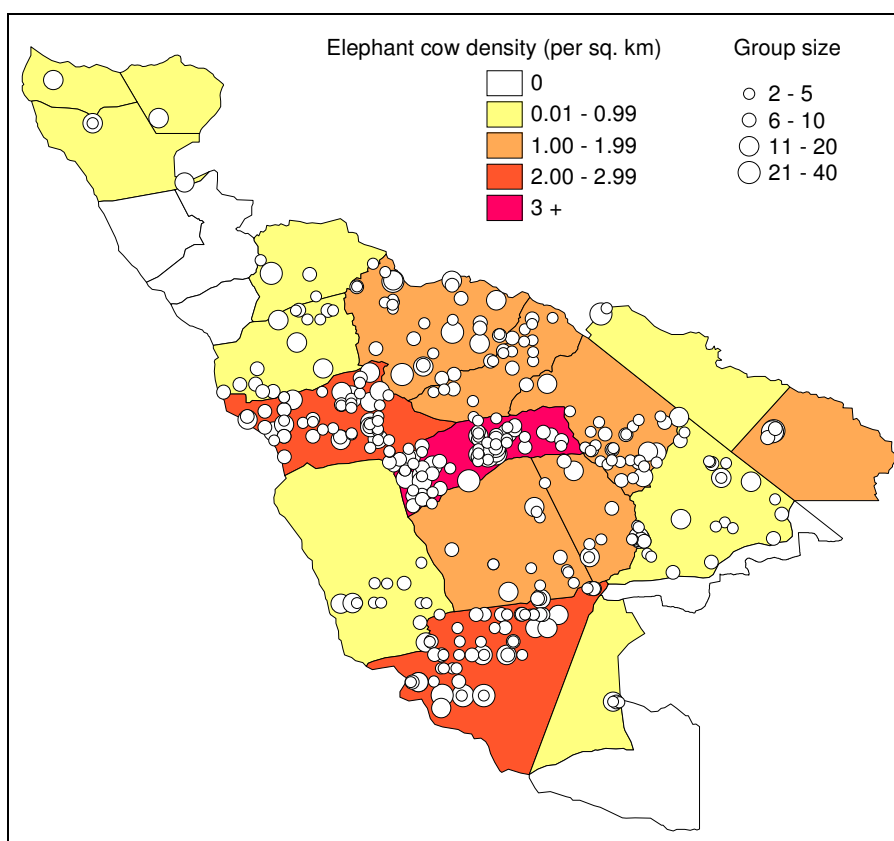 Elephant cow density (per sq. km)
0
0.01 - 0.99
1.00 - 1.99
2.00 - 2.99
3 +
Group size
2 - 5
6 - 10
11 - 20
21 - 40